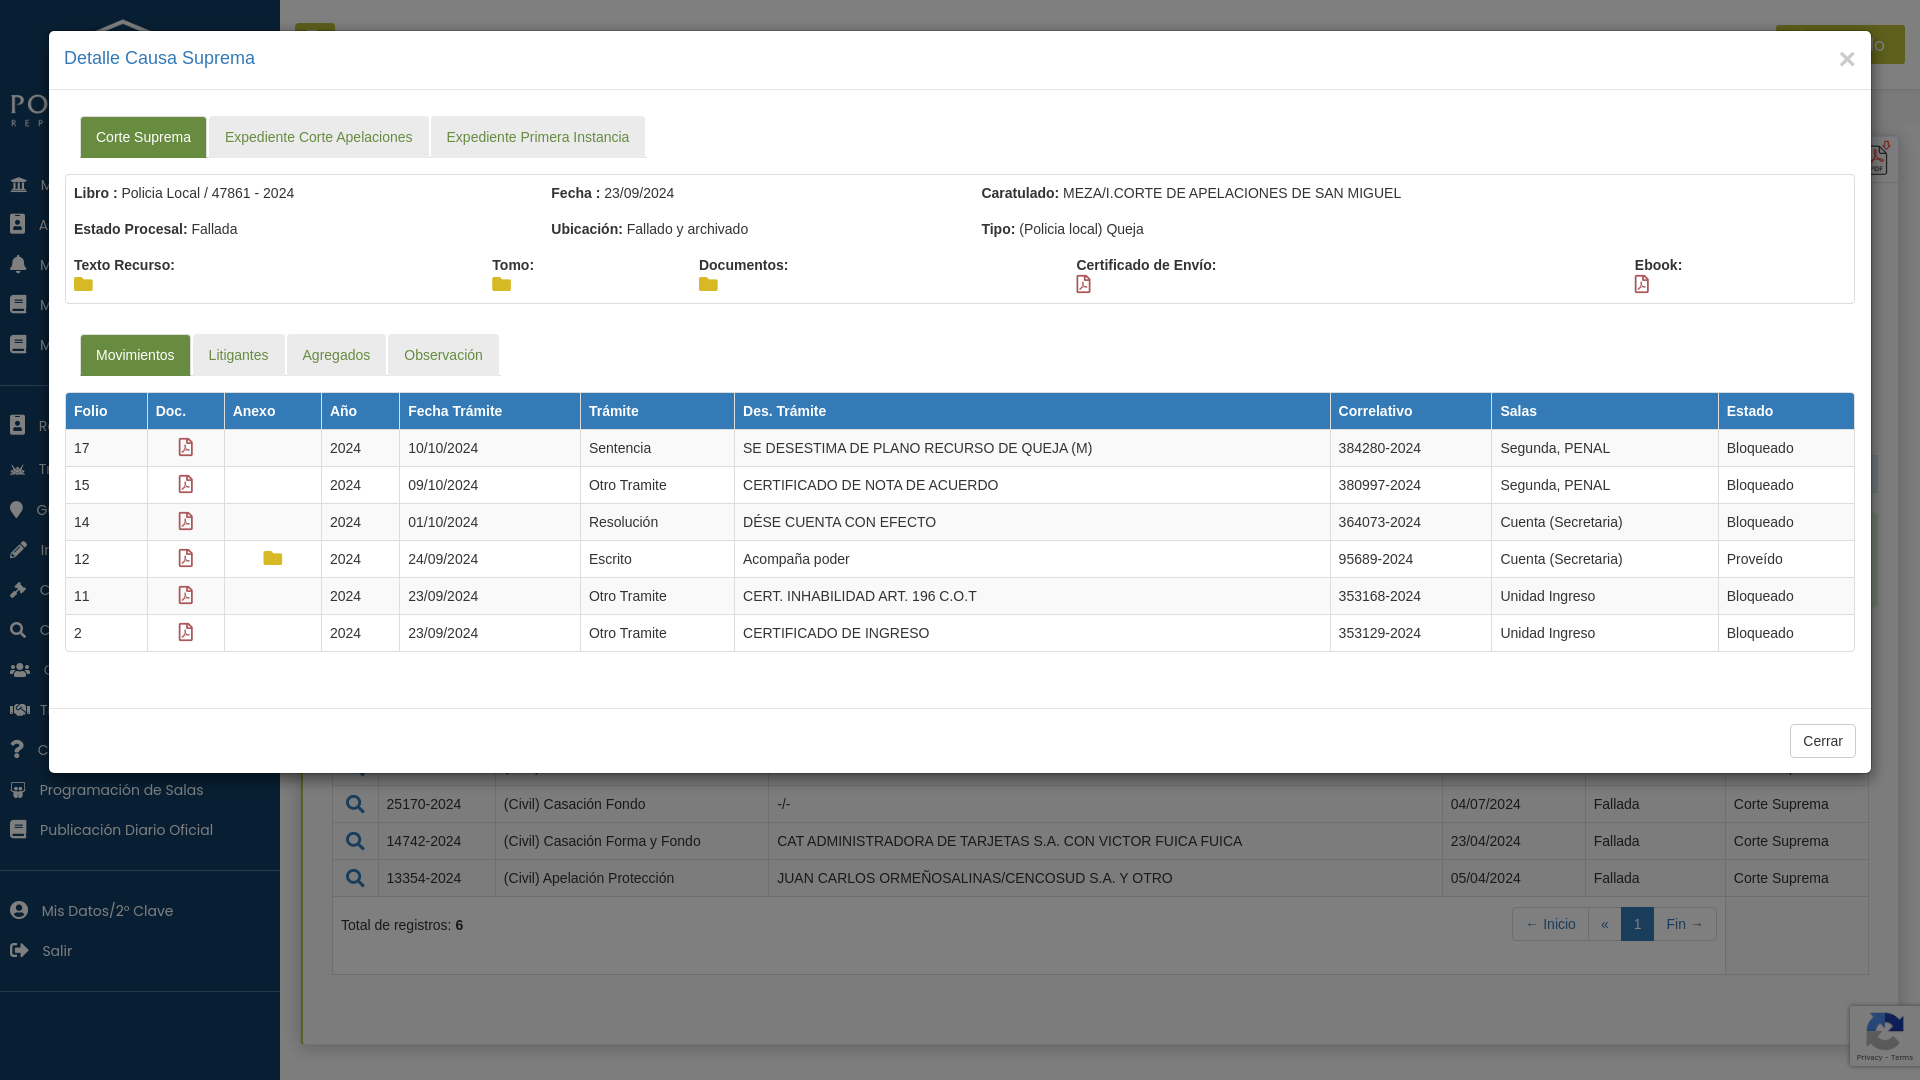 Detalle Causa Suprema
×
Corte Suprema Expediente Corte Apelaciones Expediente Primera Instancia
Libro : Policia Local / 47861 - 2024 Fecha : 23/09/2024 Caratulado: MEZA/I.CORTE DE APELACIONES DE SAN MIGUEL
Estado Procesal: Fallada Ubicación: Fallado y archivado Tipo: (Policia local) Queja
Texto Recurso: Tomo: Documentos: Certificado de Envío: Ebook:
Movimientos Litigantes Agregados Observación
Folio Doc. Anexo Año Fecha Trámite Trámite Des. Trámite Correlativo Salas Estado
17 2024 10/10/2024 Sentencia SE DESESTIMA DE PLANO RECURSO DE QUEJA (M) 384280-2024 Segunda, PENAL Bloqueado
15 2024 09/10/2024 Otro Tramite CERTIFICADO DE NOTA DE ACUERDO 380997-2024 Segunda, PENAL Bloqueado
14 2024 01/10/2024 Resolución DÉSE CUENTA CON EFECTO 364073-2024 Cuenta (Secretaria) Bloqueado
12 2024 24/09/2024 Escrito Acompaña poder 95689-2024 Cuenta (Secretaria) Proveído
11 2024 23/09/2024 Otro Tramite CERT. INHABILIDAD ART. 196 C.O.T 353168-2024 Unidad Ingreso Bloqueado
2 2024 23/09/2024 Otro Tramite CERTIFICADO DE INGRESO 353129-2024 Unidad Ingreso Bloqueado
Cerrar
Programación de Salas
Publicación Diario Oficial
Mis Datos/2º Clave
Salir
25170-2024 (Civil) Casación Fondo -/- 04/07/2024 Fallada Corte Suprema
14742-2024 (Civil) Casación Forma y Fondo CAT ADMINISTRADORA DE TARJETAS S.A. CON VICTOR FUICA FUICA 23/04/2024 Fallada Corte Suprema
13354-2024 (Civil) Apelación Protección JUAN CARLOS ORMEÑOSALINAS/CENCOSUD S.A. Y OTRO 05/04/2024 Fallada Corte Suprema
Total de registros: 6 ← Inicio « 1 Fin →
Privacy - Terms